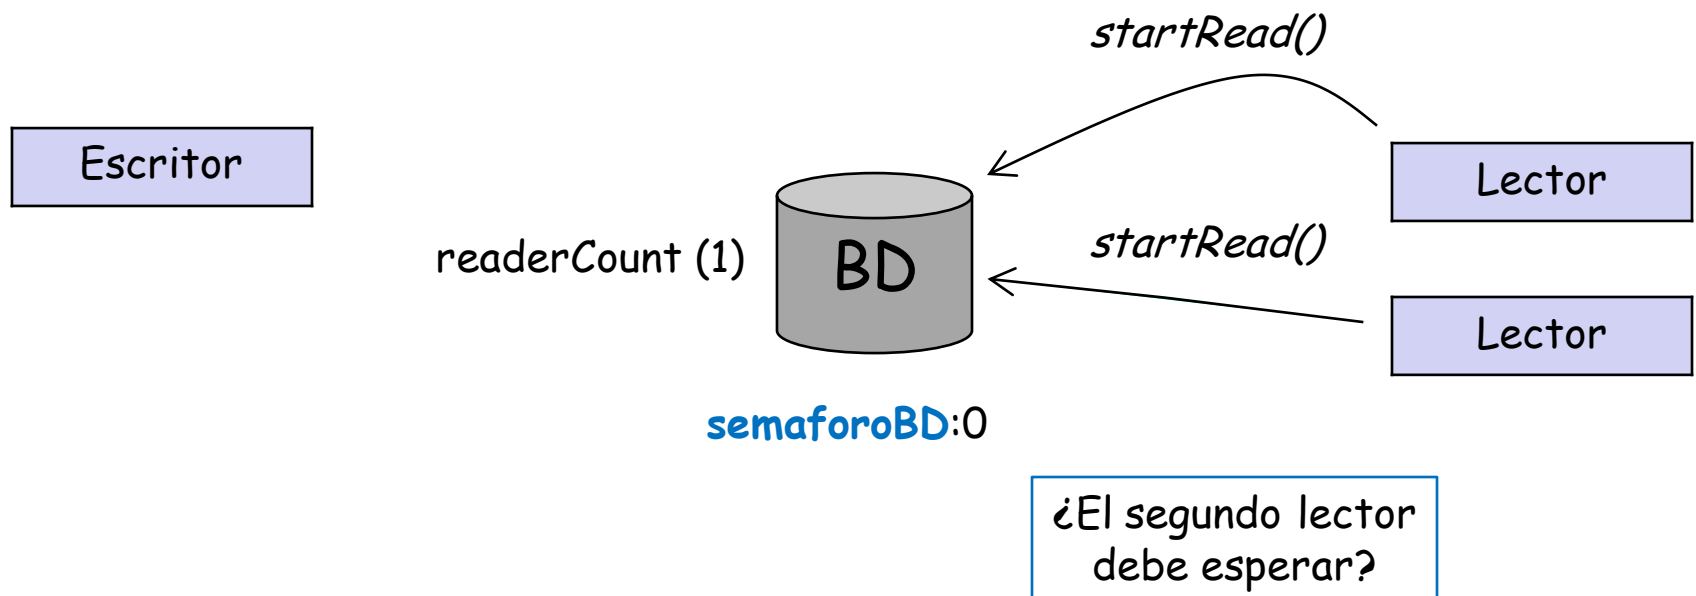 startRead()
Escritor
Lector
startRead()
readerCount (1)
BD
Lector
semaforoBD:0
¿El segundo lector
debe esperar?